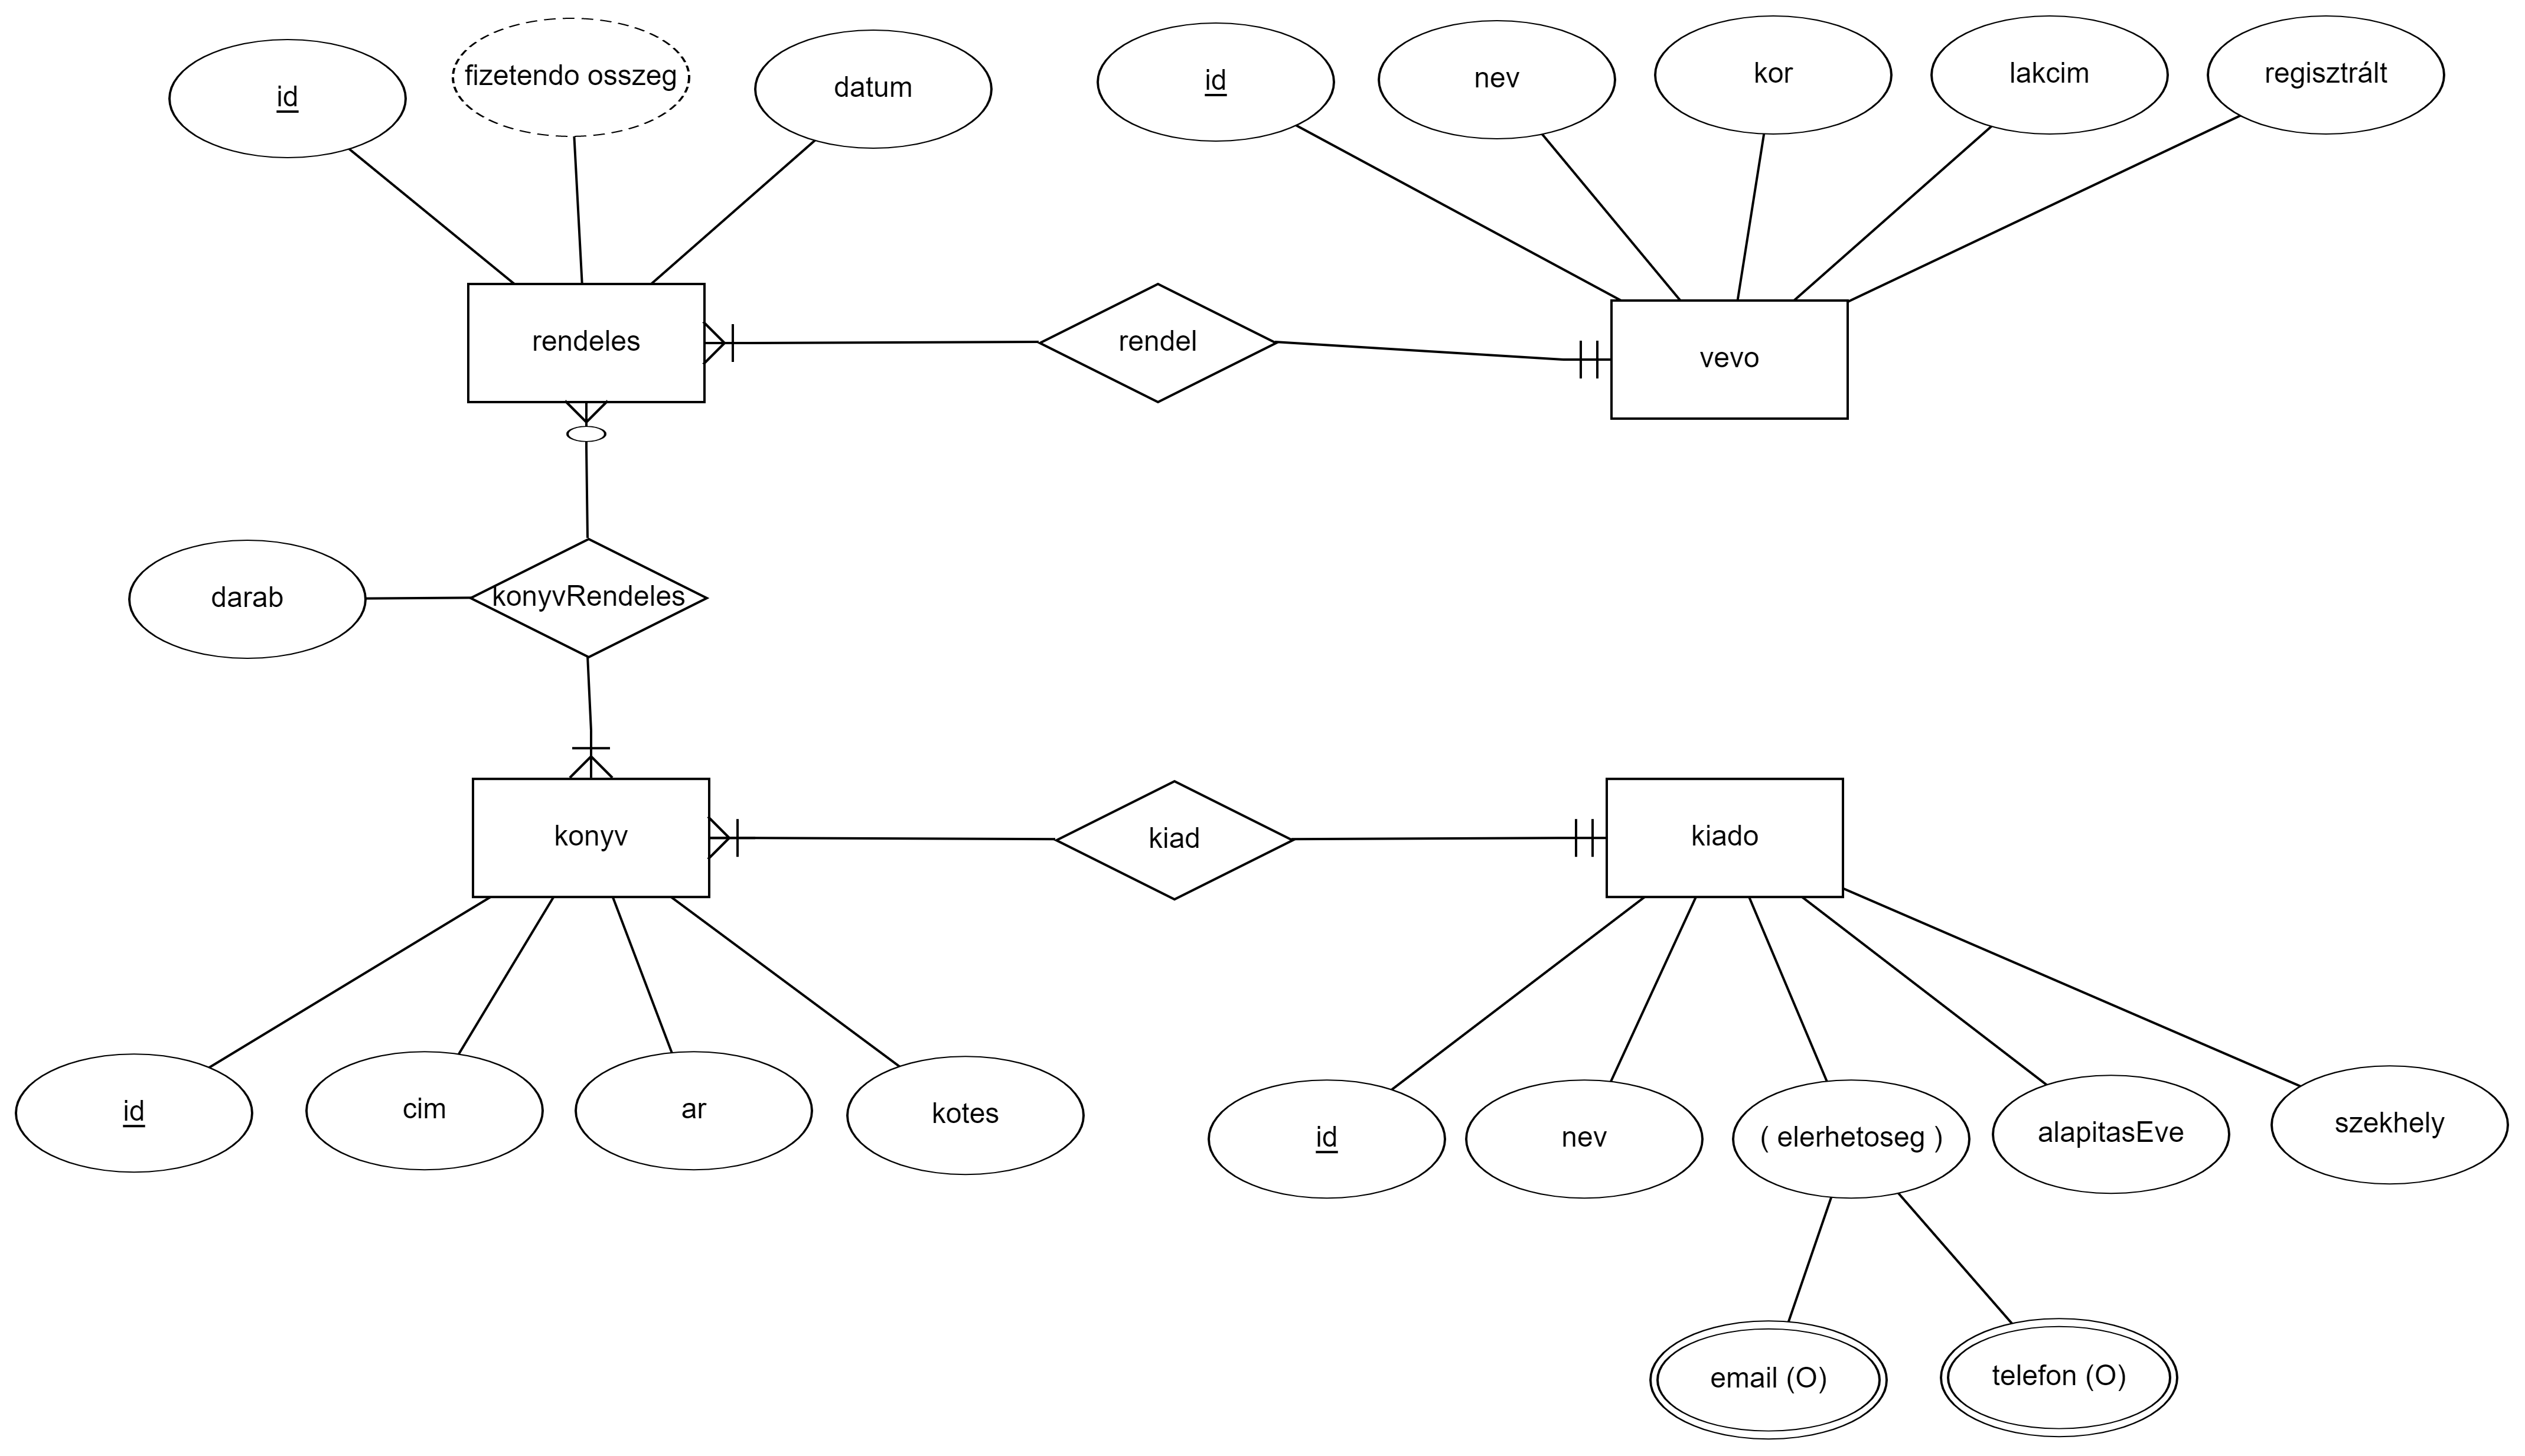 id
fizetendo osszeg
datum
id
nev
kor
lakcim
regisztrált
rendeles
rendel
vevo
darab
konyvRendeles
konyv
kiad
kiado
id
cim
ar
kotes
id
nev
( elerhetoseg )
alapitasEve
szekhely
email (O)
telefon (O)